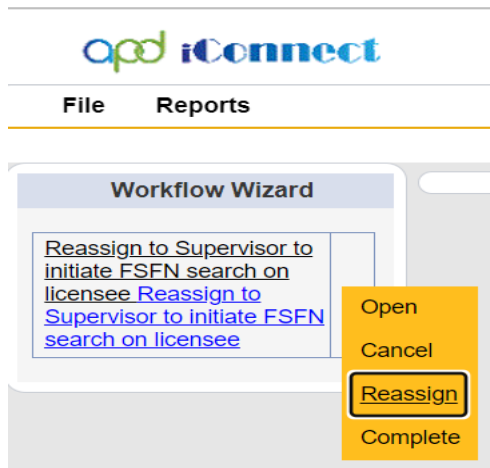 apd iConnect
File Reports
Workflow Wizard
Reassign to Supervisor to
initiate FSFN search on
licensee Reassign to
Supervisor to initiate FSFN
search on licensee
Open
Cancel
Reassign
Complete